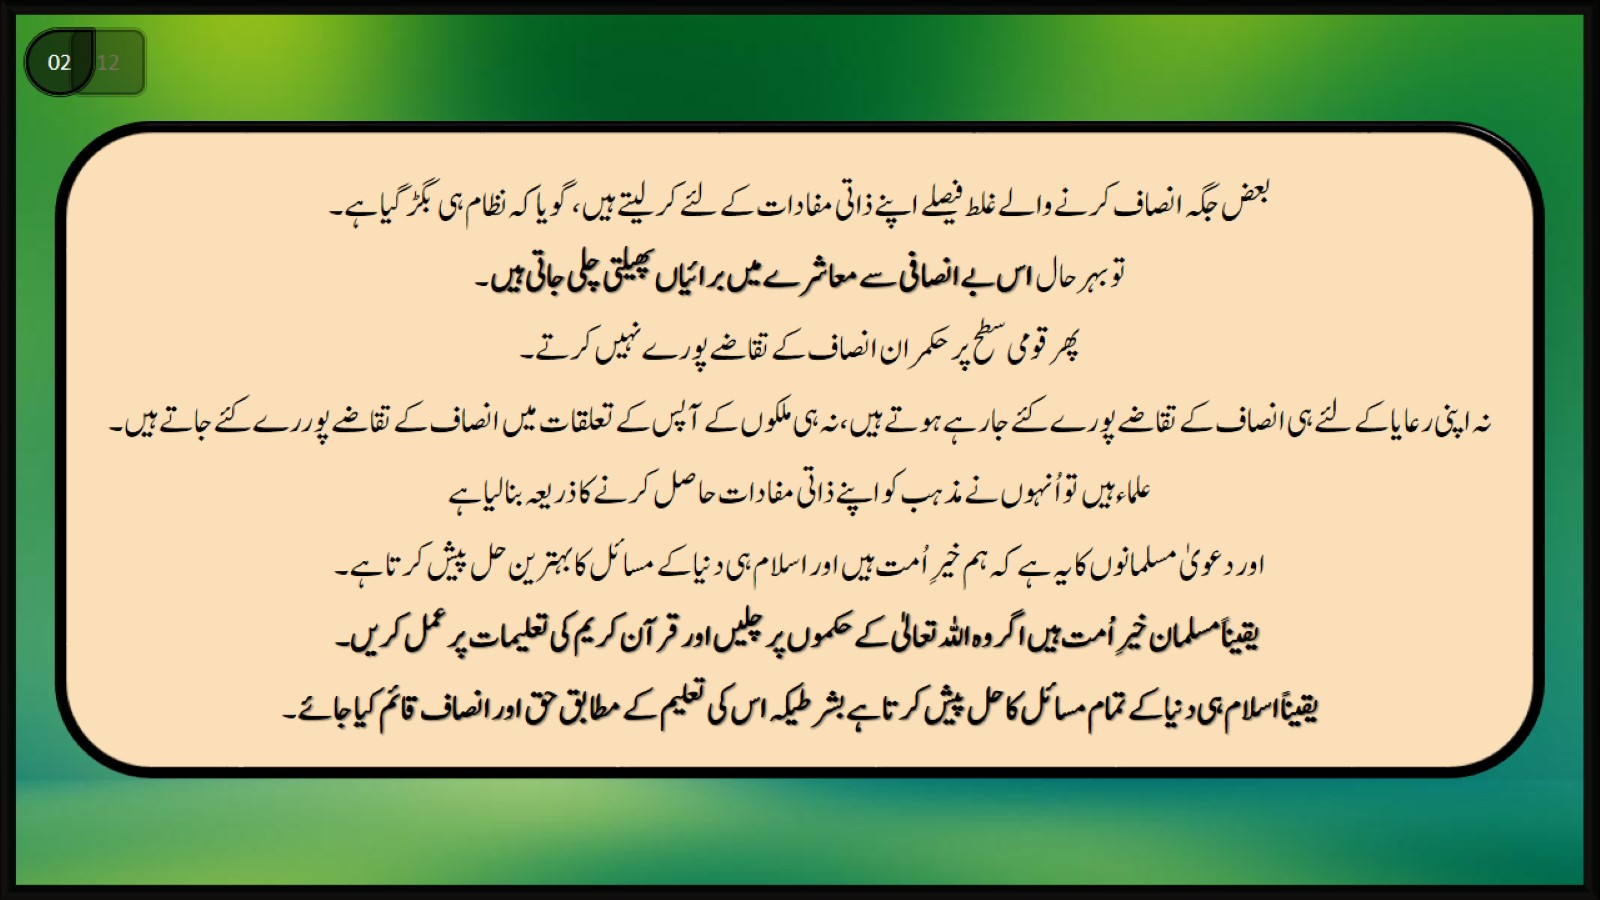 02
12
بعض جگہ انصاف کرنے والے غلط فیصلے اپنے ذاتی مفادات کے لئے کر لیتے ہیں، گویا کہ نظام ہی بگڑ گیا ہے۔
تو بہر حال اس بے انصافی سے معاشرے میں برائیاں پھیلتی چلی جاتی ہیں۔
پھر قومی سطح پر حکمران انصاف کے تقاضے پورے نہیں کرتے۔
نہ اپنی رعایا کے لئے ہی انصاف کے تقاضے پورے کئے جار ہے ہوتے ہیں،نہ ہی ملکوں کے آپس کے تعلقات میں انصاف کے تقاضے پوررے کئے جاتے ہیں۔
علماء ہیں تو اُنہوں نے مذہب کو اپنے ذاتی مفادات حاصل کرنے کا ذریعہ بنالیا ہے
اور دعویٰ مسلمانوں کا یہ ہے کہ ہم خیرِ اُمت ہیں اور اسلام ہی دنیا کے مسائل کا بہترین حل پیش کرتا ہے۔
یقیناً مسلمان خیرِ اُمت ہیں اگر وہ اللہ تعالیٰ کے حکموں پر چلیں اور قرآن کریم کی تعلیمات پر عمل کریں۔
یقیناً اسلام ہی دنیا کے تمام مسائل کا حل پیش کرتا ہے بشرطیکہ اس کی تعلیم کے مطابق حق اور انصاف قائم کیا جائے۔